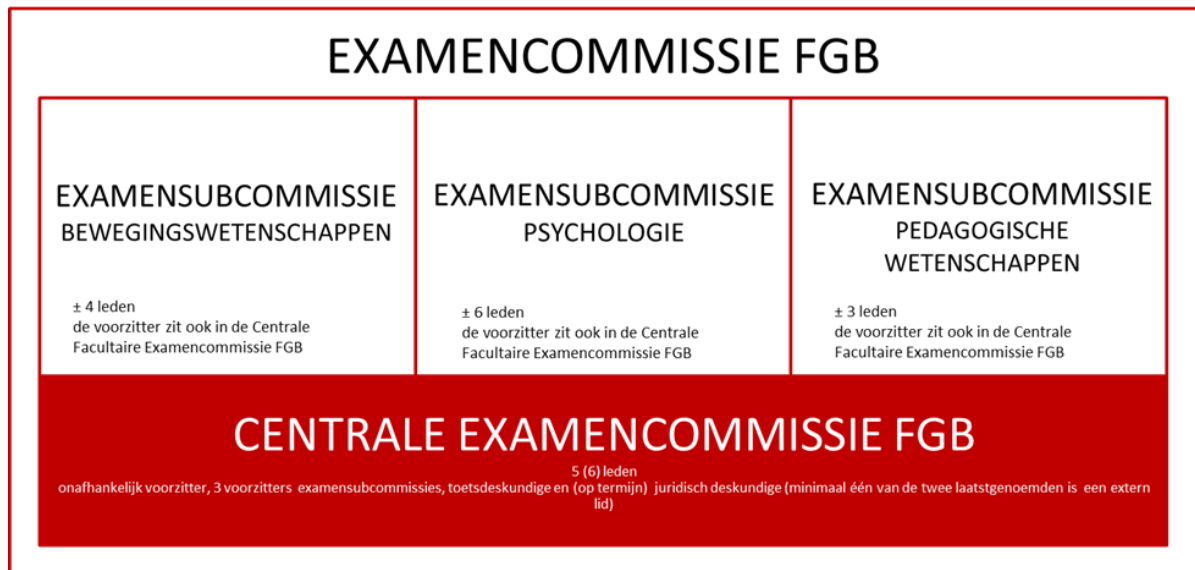 EXAMENCOMMISSIE FGB
EXAMENSUBCOMMISSIE
BEWEGINGSWETENSCHAPPEN
± 4 leden
de voorzitter zit ook in de Centrale
Facultaire Examencommissie FGB
EXAMENSUBCOMMISSIE
PSYCHOLOGIE
± 6 leden
de voorzitter zit ook in de Centrale
Facultaire Examencommissie FGB
EXAMENSUBCOMMISSIE
PEDAGOGISCHE
WETENSCHAPPEN
± 3 leden
de voorzitter zit ook in de Centrale
Facultaire Examencommissie FGB
CENTRALE EXAMENCOMMISSIE FGB
5 (6) leden
onafhankelijk voorzitter, 3 voorzitters examensubcommissies, toetsdeskundige en (op termijn) juridisch deskundige (minimaal één van de twee laatstgenoemden is een extern
lid)